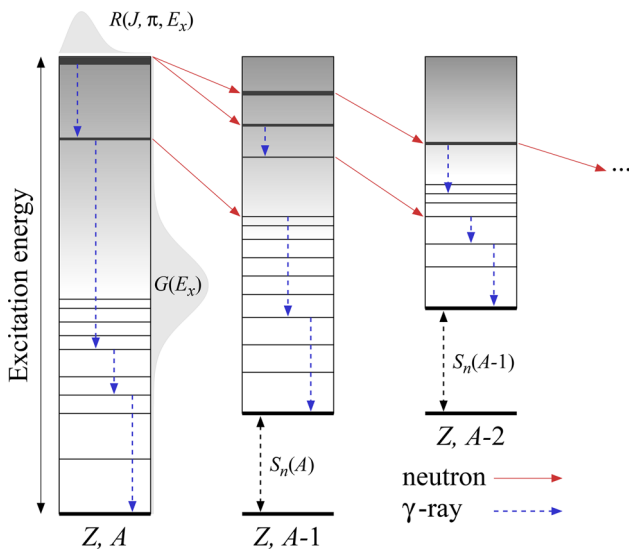 R(J, π, Eₓ)
Excitation energy
G(Eₓ)
Sₙ(A)
Sₙ(A-1)
...
Z, A
Z, A-1
Z, A-2
neutron
γ-ray